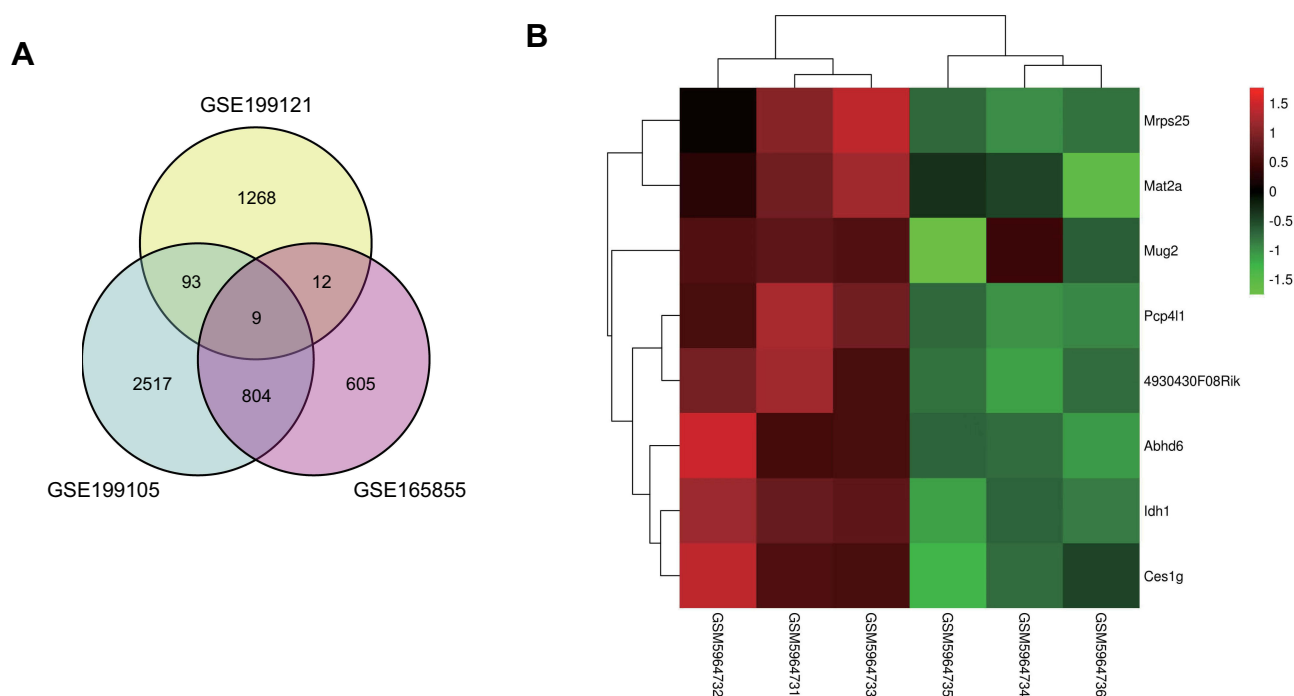 A
GSE199121
1268
93
12
9
2517
804
605
GSE199105
GSE165855
B
Mrps25
Mat2a
Mug2
Pcp4l1
4930430F08Rik
Abhd6
Idh1
Ces1g
GSM5964732
GSM5964731
GSM5964733
GSM5964735
GSM5964734
GSM5964736
1.5
1
0.5
0
-0.5
-1
-1.5